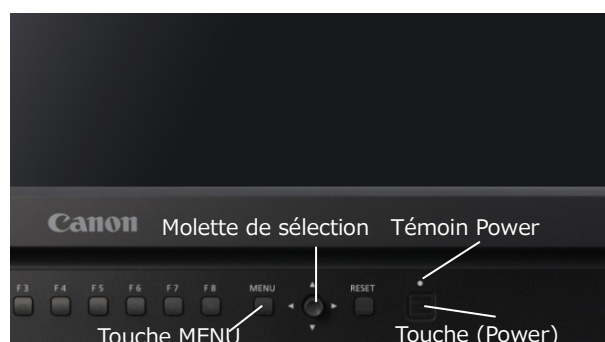 Canon
Molette de sélection
Témoin Power
F3 F4 F5 F6 F7 F8 MENU RESET
Touche MENU
Touche (Power)